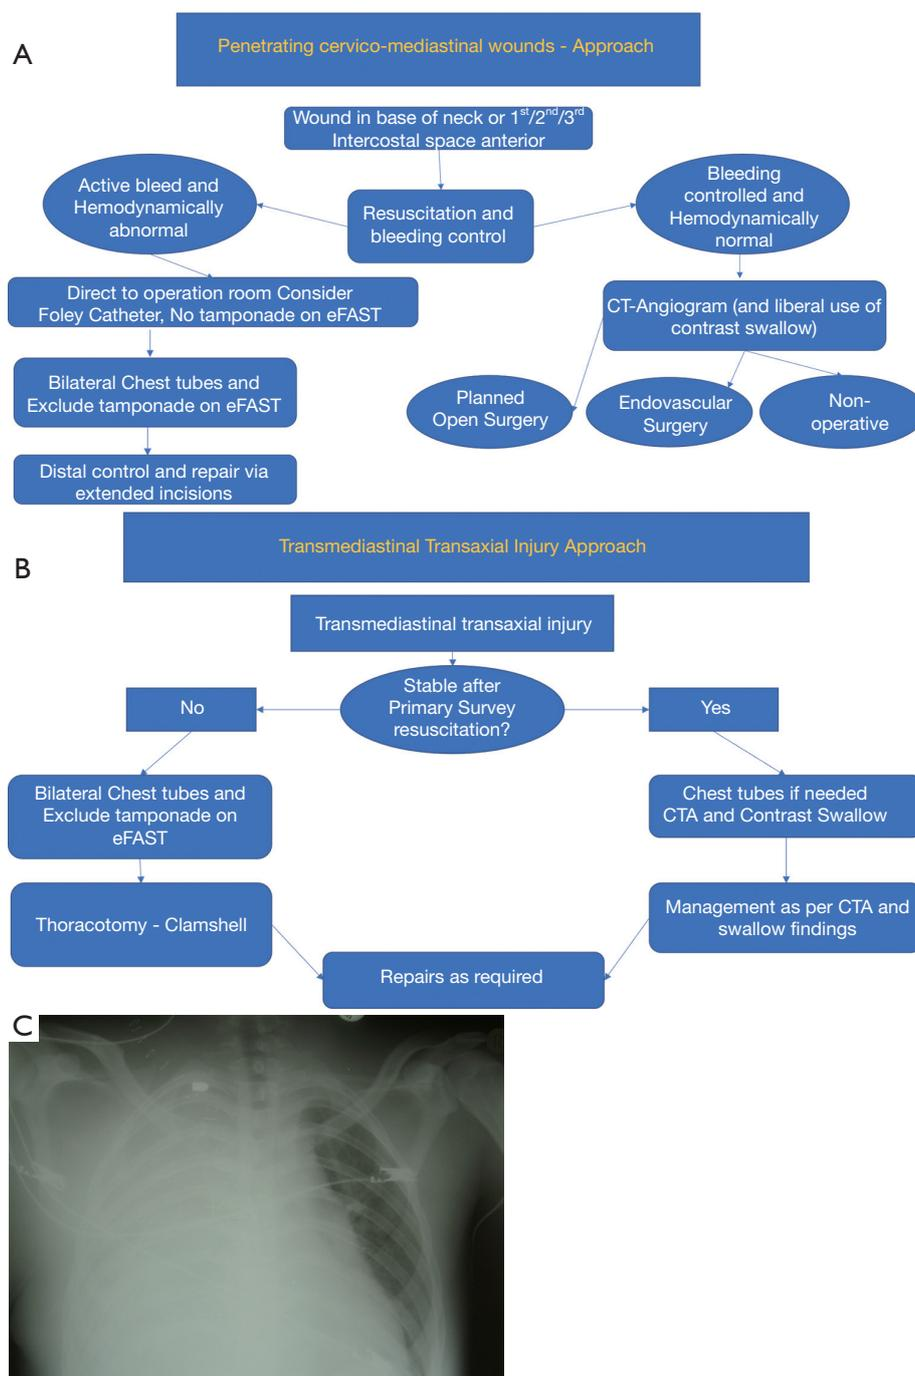 A
Penetrating cervico-mediastinal wounds - Approach
Wound in base of neck or 1st/2nd/3rd
Intercostal space anterior
Active bleed and
Hemodynamically
abnormal
Resuscitation and
bleeding control
Bleeding
controlled and
Hemodynamically
normal
Direct to operation room Consider
Foley Catheter, No tamponade on eFAST
CT-Angiogram (and liberal use of
contrast swallow)
Bilateral Chest tubes and
Exclude tamponade on eFAST
Planned
Open Surgery
Endovascular
Surgery
Non-
operative
Distal control and repair via
extended incisions
B
Transmediastinal Transaxial Injury Approach
Transmediastinal transaxial injury
Stable after
Primary Survey
resuscitation?
No
Yes
Bilateral Chest tubes and
Exclude tamponade on
eFAST
Chest tubes if needed
CTA and Contrast Swallow
Thoracotomy - Clamshell
Management as per CTA and
swallow findings
Repairs as required
C